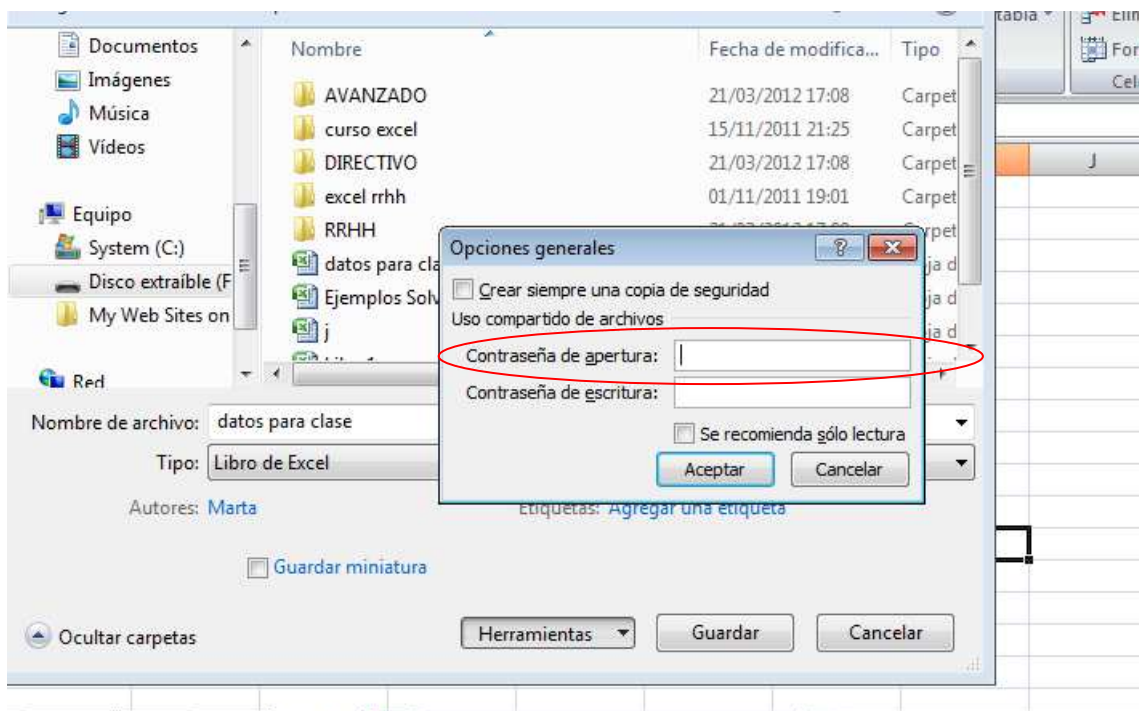 tabla
Documentos
Nombre Fecha de modifica... Tipo
Imágenes
For
Música
AVANZADO 21/03/2012 17:08 Carpet
Cel
Vídeos
curso excel 15/11/2011 21:25 Carpet
DIRECTIVO 21/03/2012 17:08 Carpet
J
excel rrhh 01/11/2011 19:01 Carpet
Equipo
RRHH
System (C:)
datos para cla
Disco extraíble (F
Ejemplos Solv
My Web Sites on
j
Red
Opciones generales
Crear siempre una copia de seguridad
Uso compartido de archivos
Contraseña de apertura:
Contraseña de escritura:
Se recomienda sólo lectura
Aceptar Cancelar
Nombre de archivo: datos para clase
Tipo: Libro de Excel
Autores: Marta Etiquetas: Agregar una etiqueta
Guardar miniatura
Ocultar carpetas Herramientas Guardar Cancelar